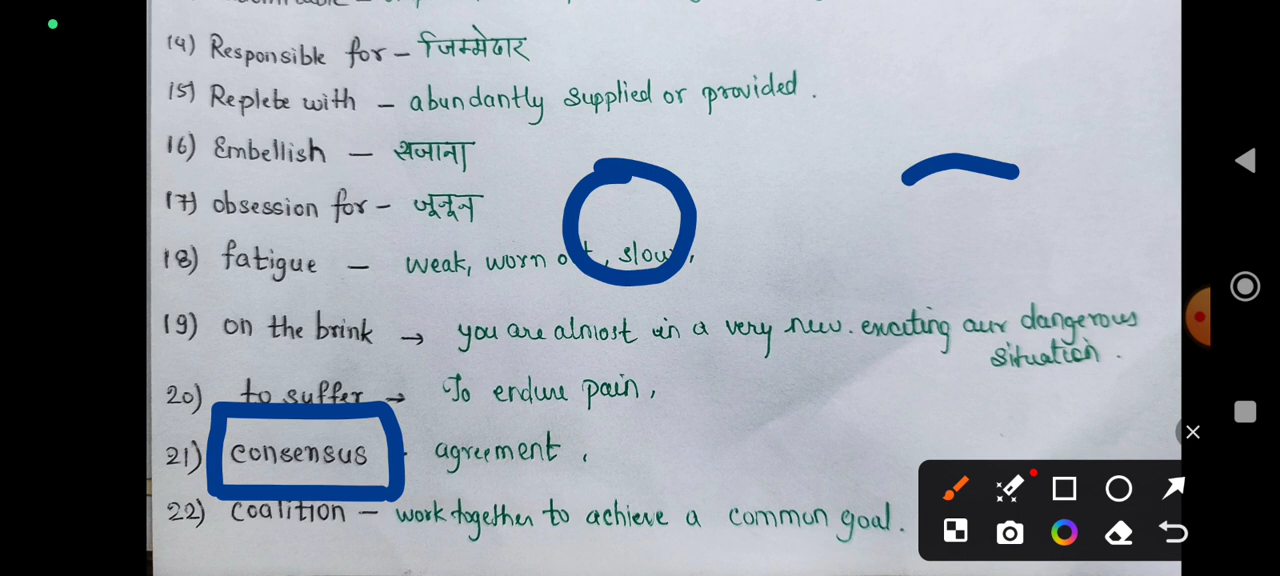 14) Responsible for - जिम्मेदार
15) Replete with - abundantly supplied or provided.
16) Embellish - सजाना
17) obsession for - जूनून
18) fatigue - weak, worn out, slow,
19) on the brink → you are almost in a very new. exciting aur dangerous
situation.
20) to suffer → To endure pain,
21) consensus - agreement,
22) Coalition - work together to achieve a common goal.